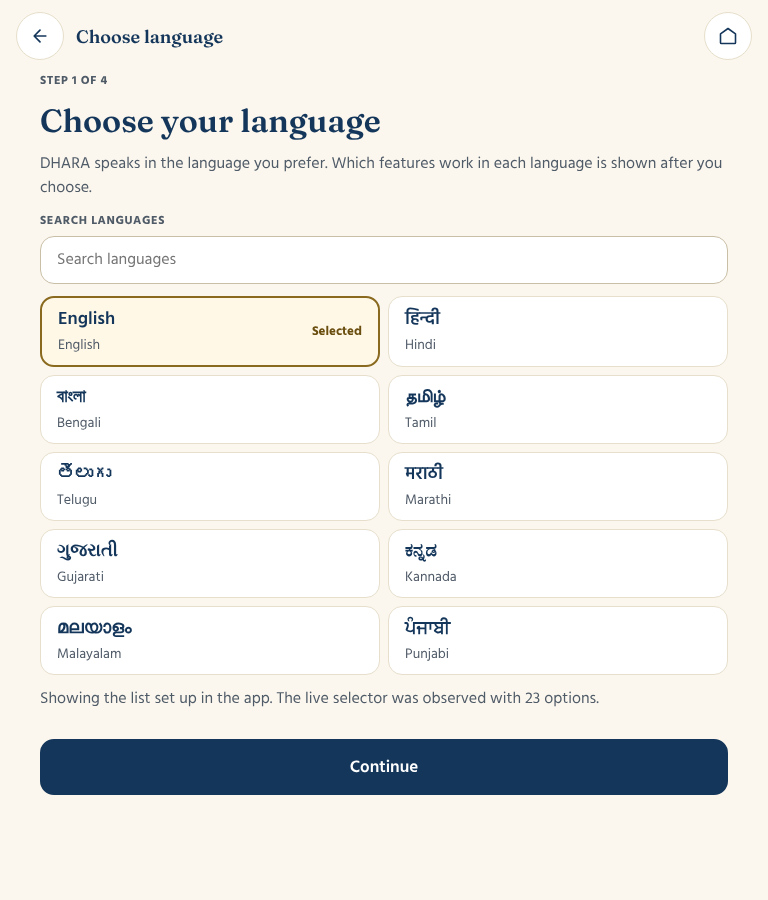 Choose language
STEP 1 OF 4
Choose your language
DHARA speaks in the language you prefer. Which features work in each language is shown after you
choose.
SEARCH LANGUAGES
Search languages
English
English
Selected
हिन्दी
Hindi
বাংলা
Bengali
தமிழ்
Tamil
తెలుగు
Telugu
मराठी
Marathi
ગુજરાતી
Gujarati
ಕನ್ನಡ
Kannada
മലയാളം
Malayalam
ਪੰਜਾਬੀ
Punjabi
Showing the list set up in the app. The live selector was observed with 23 options.
Continue